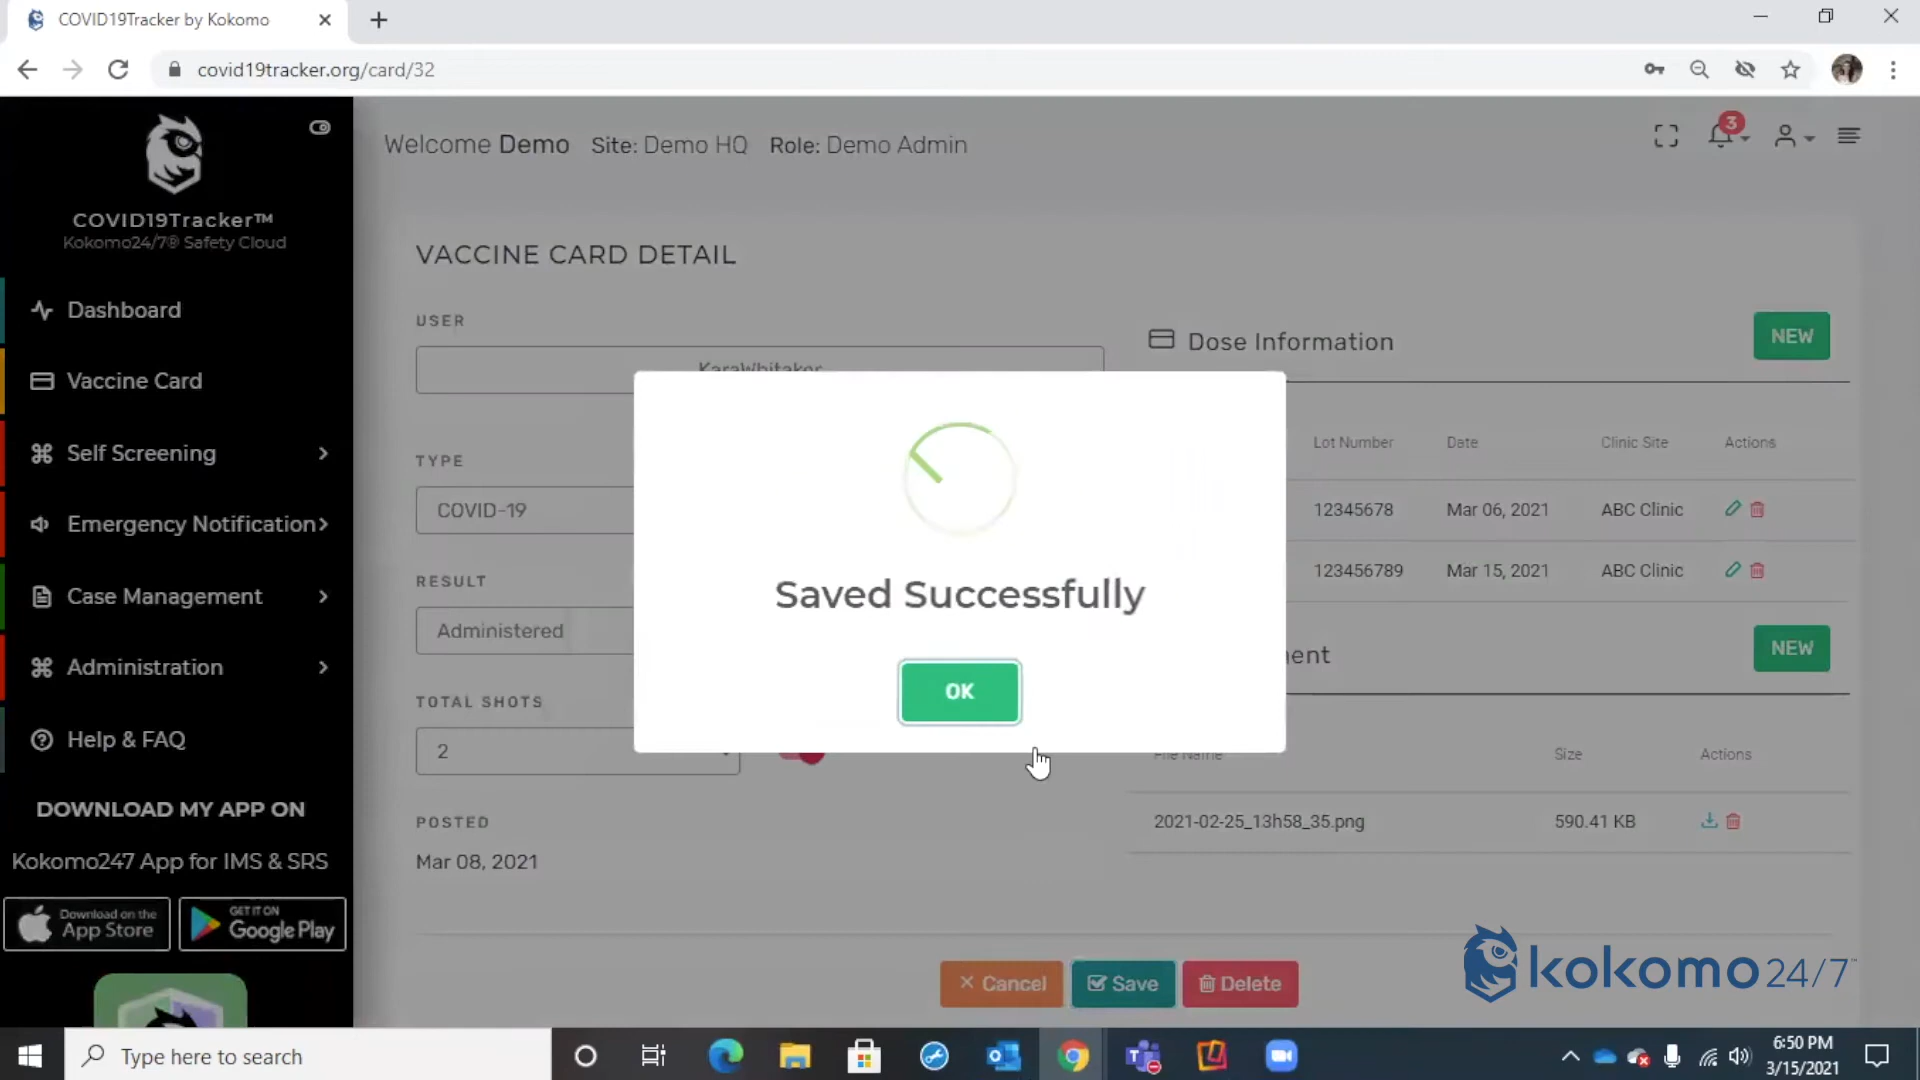 COVID19Tracker by Kokomo
covid19tracker.org/card/32
COVID19Tracker™
Kokomo24/7® Safety Cloud
Dashboard
Vaccine Card
Self Screening
Emergency Notification
Case Management
Administration
Help & FAQ
DOWNLOAD MY APP ON
Kokomo247 App for IMS & SRS
Download on the
App Store
GET IT ON
Google Play
Welcome Demo Site: Demo HQ Role: Demo Admin
3
VACCINE CARD DETAIL
USER
KaraWhitaker
TYPE
COVID-19
RESULT
Administered
TOTAL SHOTS
2
POSTED
Mar 08, 2021
Dose Information
NEW
Lot Number Date Clinic Site Actions
12345678 Mar 06, 2021 ABC Clinic
123456789 Mar 15, 2021 ABC Clinic
NEW
File Name Size Actions
2021-02-25_13h58_35.png 590.41 KB
Saved Successfully
OK
Cancel
Save
Delete
kokomo 24/7™
Type here to search
6:50 PM
3/15/2021